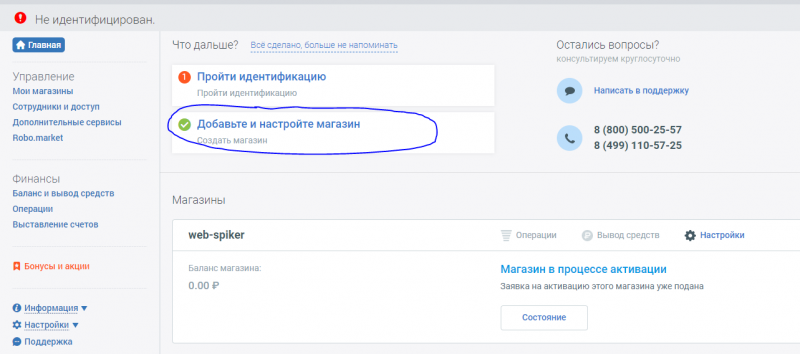 Не идентифицирован.
Главная
Управление
Мои магазины
Сотрудники и доступ
Дополнительные сервисы
Robo.market
Финансы
Баланс и вывод средств
Операции
Выставление счетов
Бонусы и акции
Информация
Настройки
Поддержка
Что дальше? Всё сделано, больше не напоминать
1 Пройти идентификацию
Пройти идентификацию
Добавьте и настройте магазин
Создать магазин
Остались вопросы?
консультируем круглосуточно
Написать в поддержку
8 (800) 500-25-57
8 (499) 110-57-25
Магазины
web-spiker Операции Вывод средств Настройки
Баланс магазина:
0.00 ₽
Магазин в процессе активации
Заявка на активацию этого магазина уже подана
Состояние